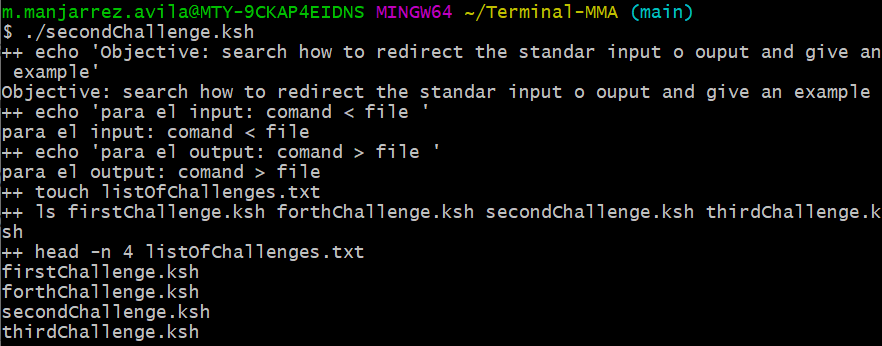 m.manjarrez.avila@MTY-9CKAP4EIDNS MINGW64 ~/Terminal-MMA (main)
$ ./secondChallenge.ksh
++ echo 'Objective: search how to redirect the standar input o ouput and give an
 example'
Objective: search how to redirect the standar input o ouput and give an example
++ echo 'para el input: comand < file '
para el input: comand < file
++ echo 'para el output: comand > file '
para el output: comand > file
++ touch listOfChallenges.txt
++ ls firstChallenge.ksh forthChallenge.ksh secondChallenge.ksh thirdChallenge.k
sh
++ head -n 4 listOfChallenges.txt
firstChallenge.ksh
forthChallenge.ksh
secondChallenge.ksh
thirdChallenge.ksh